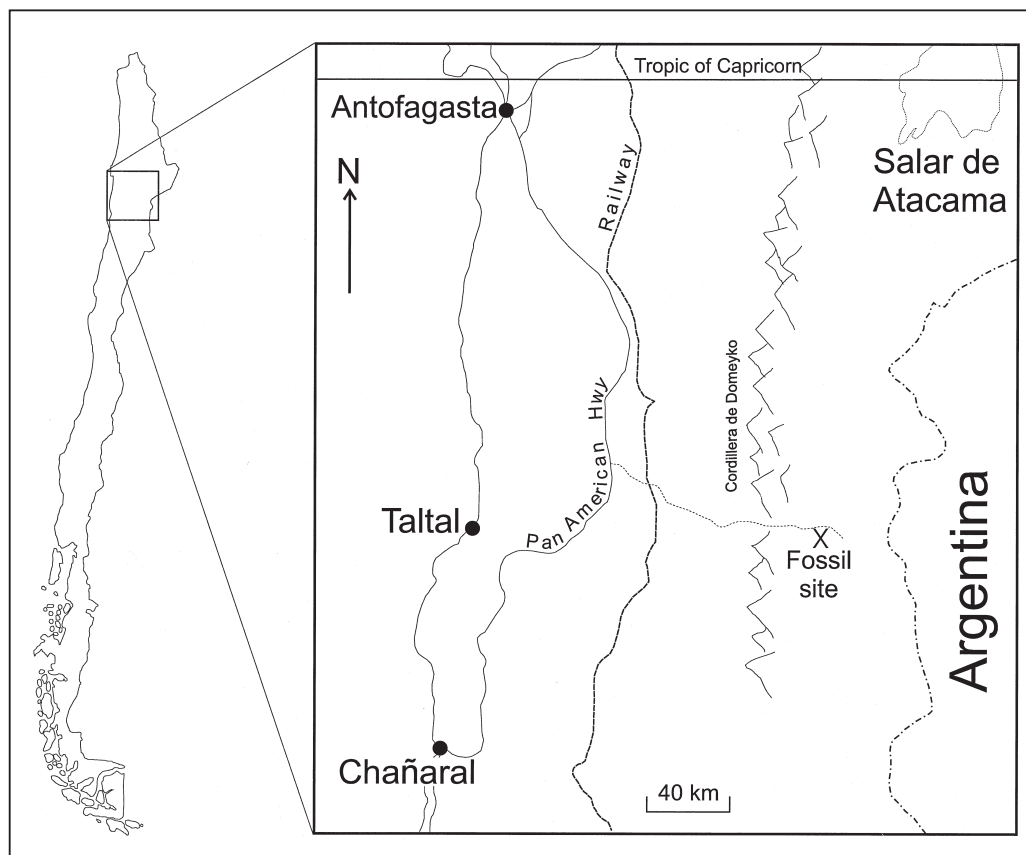 Tropic of Capricorn
Antofagasta
N
Railway
Salar de
Atacama
Cordillera de Domeyko
Pan American Hwy
Taltal
X
Fossil
site
Argentina
Chañaral
40 km